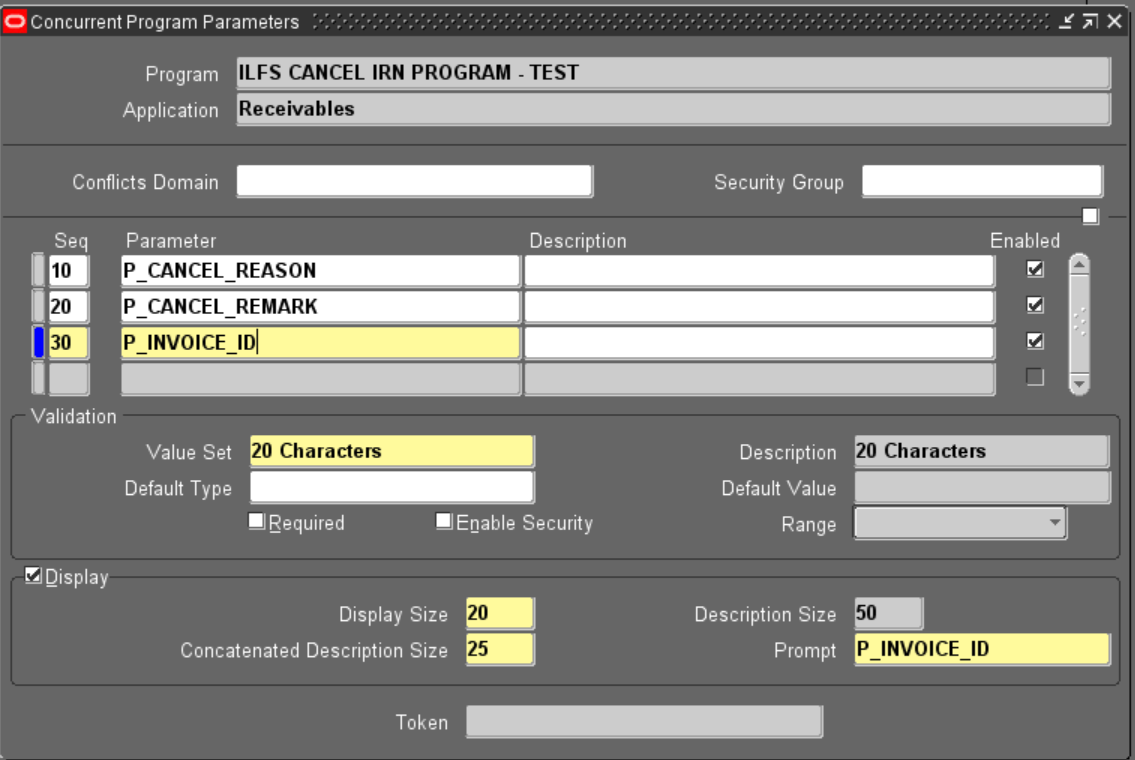 Concurrent Program Parameters
Program ILFS CANCEL IRN PROGRAM - TEST
Application Receivables
Conflicts Domain Security Group
Seq Parameter Description Enabled
10 P_CANCEL_REASON
20 P_CANCEL_REMARK
30 P_INVOICE_ID
Validation
Value Set 20 Characters Description 20 Characters
Default Type Default Value
Required Enable Security Range
Display
Display Size 20 Description Size 50
Concatenated Description Size 25 Prompt P_INVOICE_ID
Token